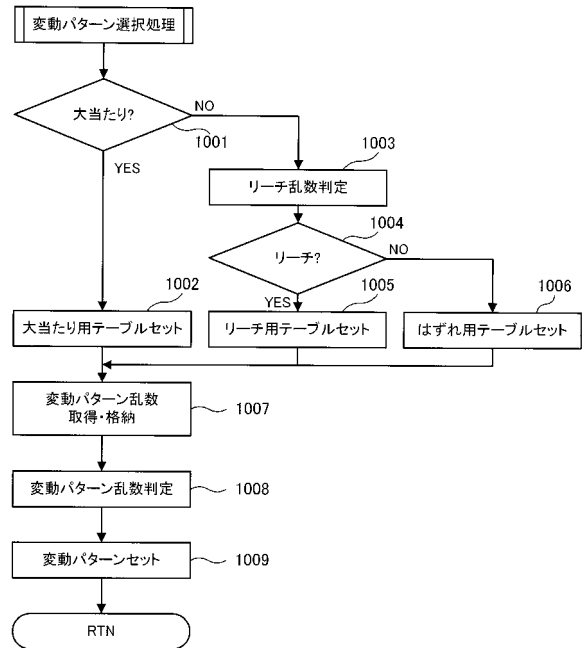 変動パターン選択処理
大当たり?
NO
1001
YES
1003
リーチ乱数判定
1004
リーチ?
NO
YES
1002
大当たり用テーブルセット
1005
リーチ用テーブルセット
1006
はずれ用テーブルセット
変動パターン乱数
取得・格納
1007
変動パターン乱数判定
1008
変動パターンセット
1009
RTN